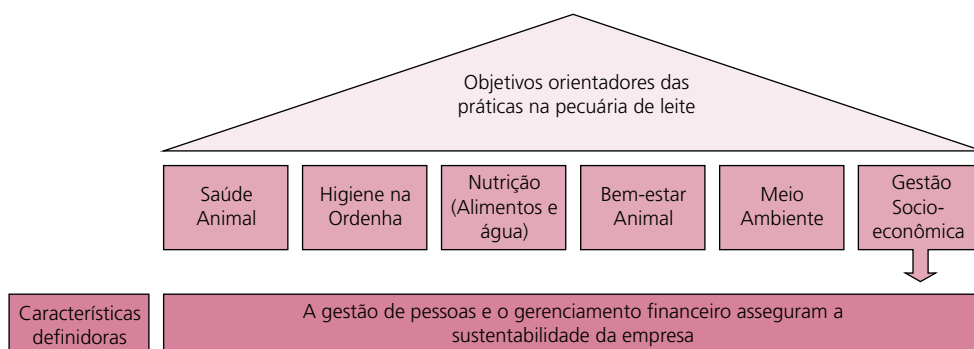 Objetivos orientadores das
práticas na pecuária de leite
Saúde
Animal
Higiene na
Ordenha
Nutrição
(Alimentos e
água)
Bem-estar
Animal
Meio
Ambiente
Gestão
Socio-
econômica
Características
definidoras
A gestão de pessoas e o gerenciamento financeiro asseguram a
sustentabilidade da empresa